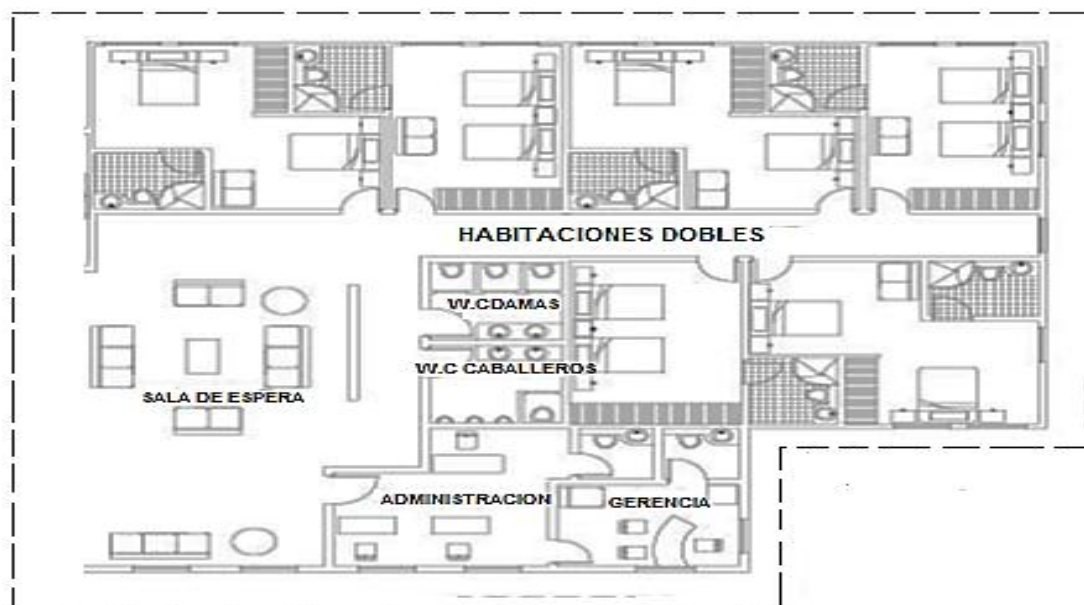 HABITACIONES DOBLES
W.CDAMAS
W.C CABALLEROS
SALA DE ESPERA
ADMINISTRACION
GERENCIA